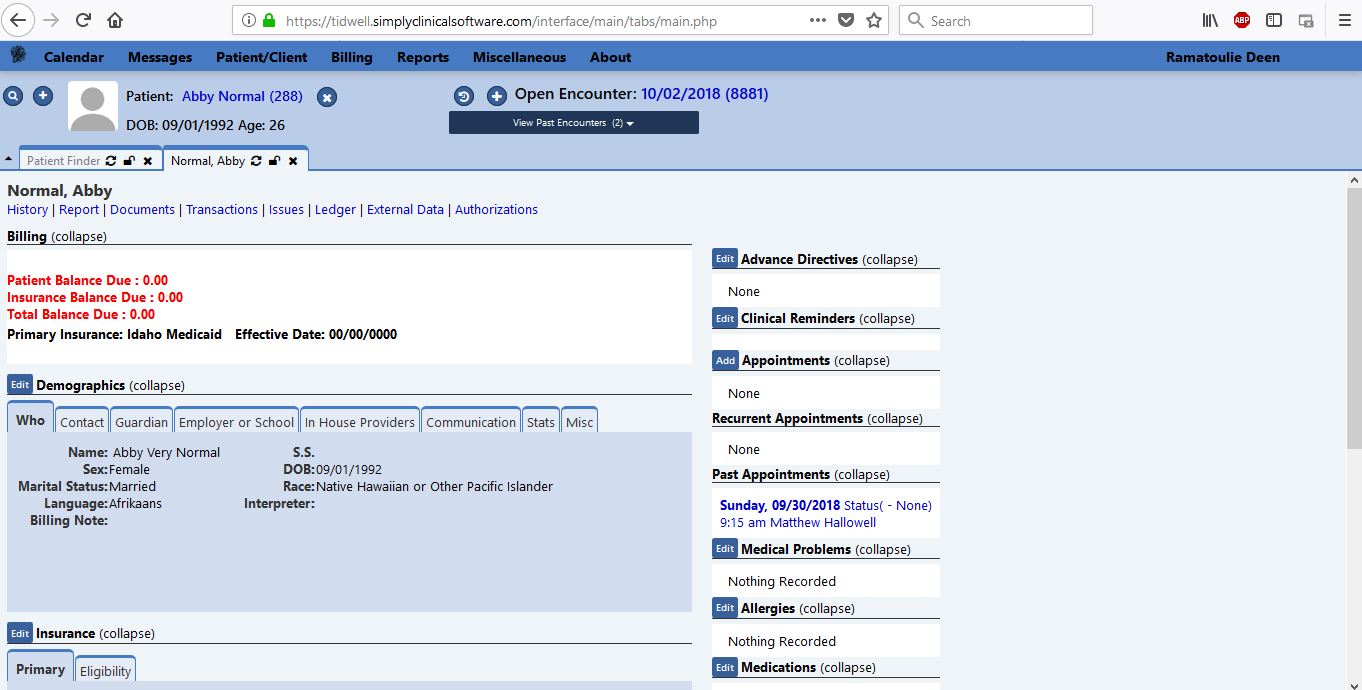 https://tidwell.simplyclinicalsoftware.com/interface/main/tabs/main.php
Search
ABP
Calendar Messages Patient/Client Billing Reports Miscellaneous About Ramatoulie Deen
Patient: Abby Normal (288)
DOB: 09/01/1992 Age: 26
Open Encounter: 10/02/2018 (8881)
View Past Encounters (2)
Patient Finder
Normal, Abby
Normal, Abby
History | Report | Documents | Transactions | Issues | Ledger | External Data | Authorizations
Billing (collapse)
Patient Balance Due : 0.00
Insurance Balance Due : 0.00
Total Balance Due : 0.00
Primary Insurance: Idaho Medicaid Effective Date: 00/00/0000
Edit Demographics (collapse)
Who Contact Guardian Employer or School In House Providers Communication Stats Misc
Name: Abby Very Normal S.S.
Sex: Female DOB: 09/01/1992
Marital Status: Married Race: Native Hawaiian or Other Pacific Islander
Language: Afrikaans Interpreter:
Billing Note:
Edit Insurance (collapse)
Primary Eligibility
Edit Advance Directives (collapse)
None
Edit Clinical Reminders (collapse)
Add Appointments (collapse)
None
Recurrent Appointments (collapse)
None
Past Appointments (collapse)
Sunday, 09/30/2018 Status( - None)
9:15 am Matthew Hallowell
Edit Medical Problems (collapse)
Nothing Recorded
Edit Allergies (collapse)
Nothing Recorded
Edit Medications (collapse)